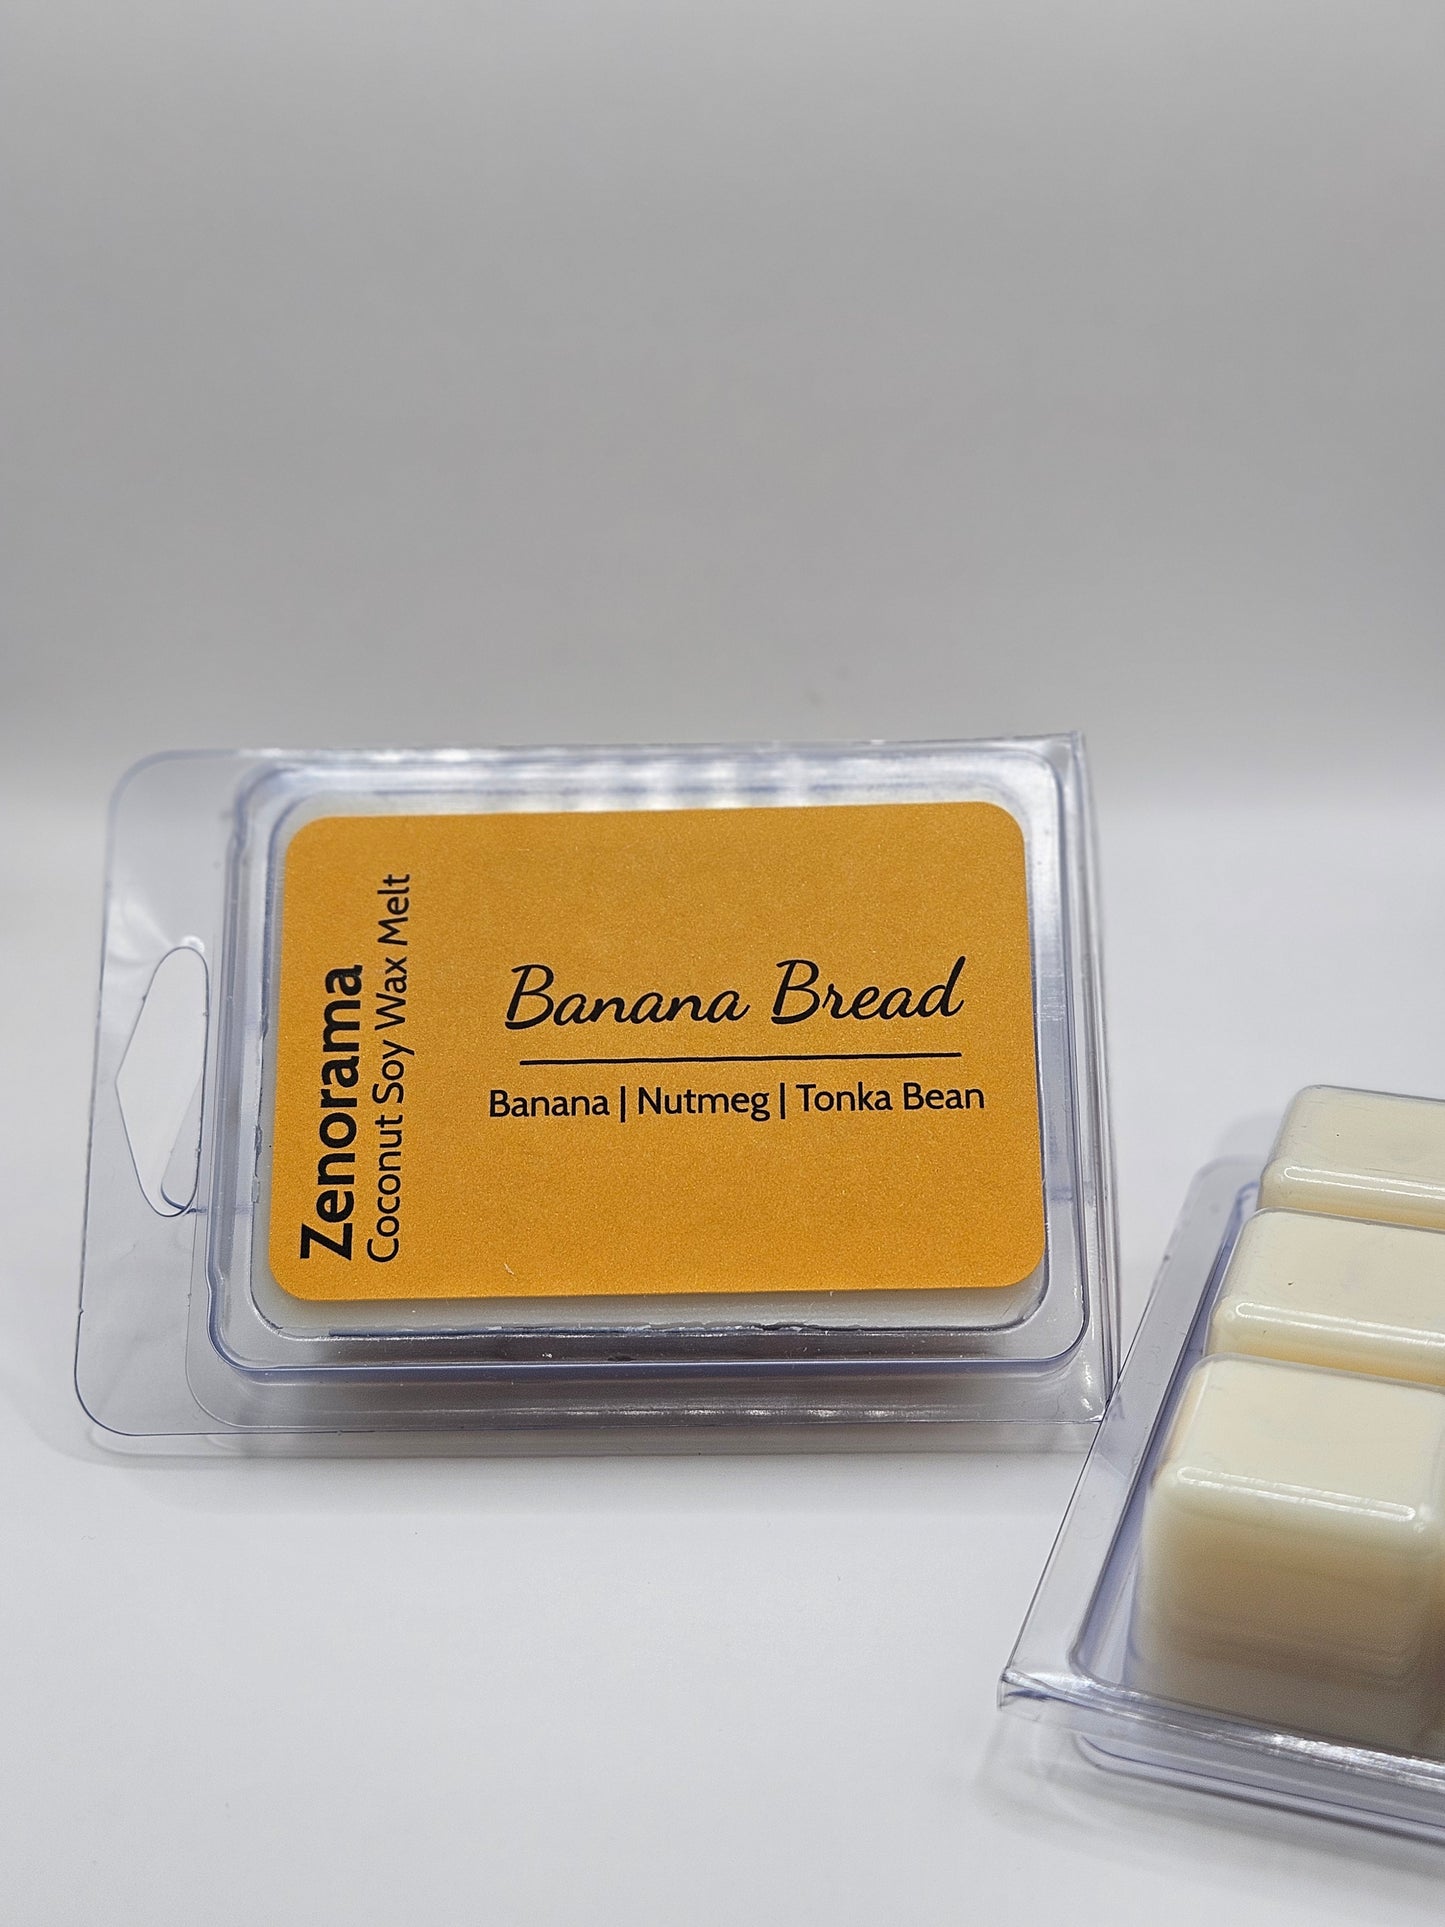 Zenorama
Coconut Soy Wax Melt
Banana Bread
Banana | Nutmeg | Tonka Bean